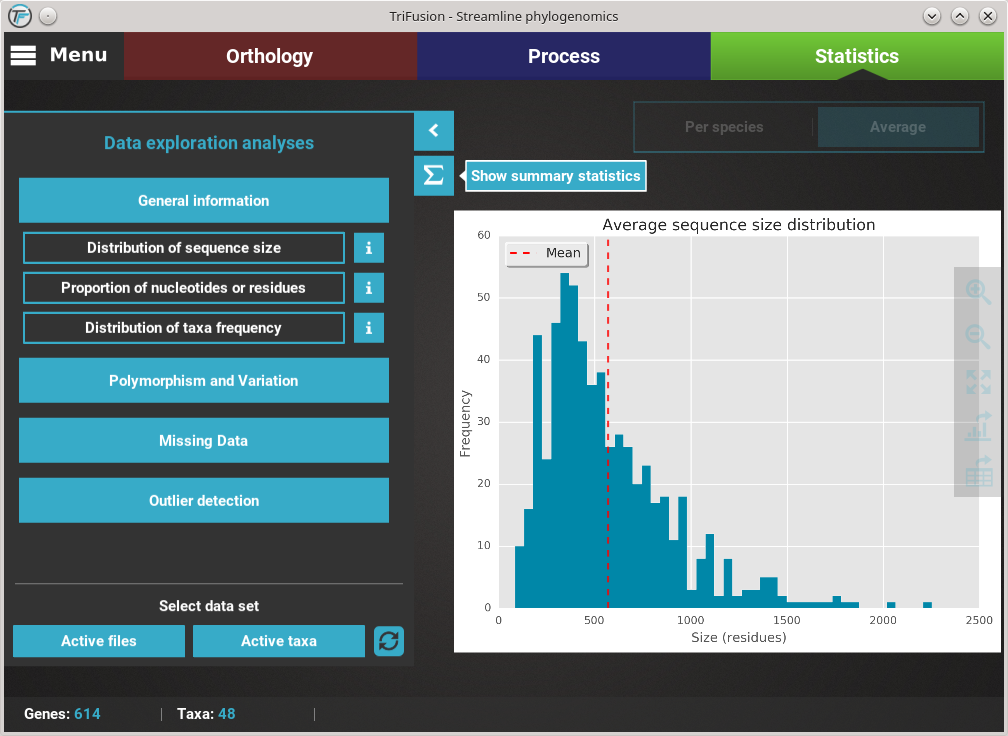 TriFusion - Streamline phylogenomics
Menu
Orthology
Process
Statistics
Data exploration analyses
Per species
Average
Show summary statistics
General information
Distribution of sequence size
i
Proportion of nucleotides or residues
i
Distribution of taxa frequency
i
Polymorphism and Variation
Missing Data
Outlier detection
Select data set
Active files
Active taxa
Average sequence size distribution
Mean
60
50
40
30
20
10
0
Frequency
0 500 1000 1500 2000 2500
Size (residues)
Genes: 614 | Taxa: 48 |